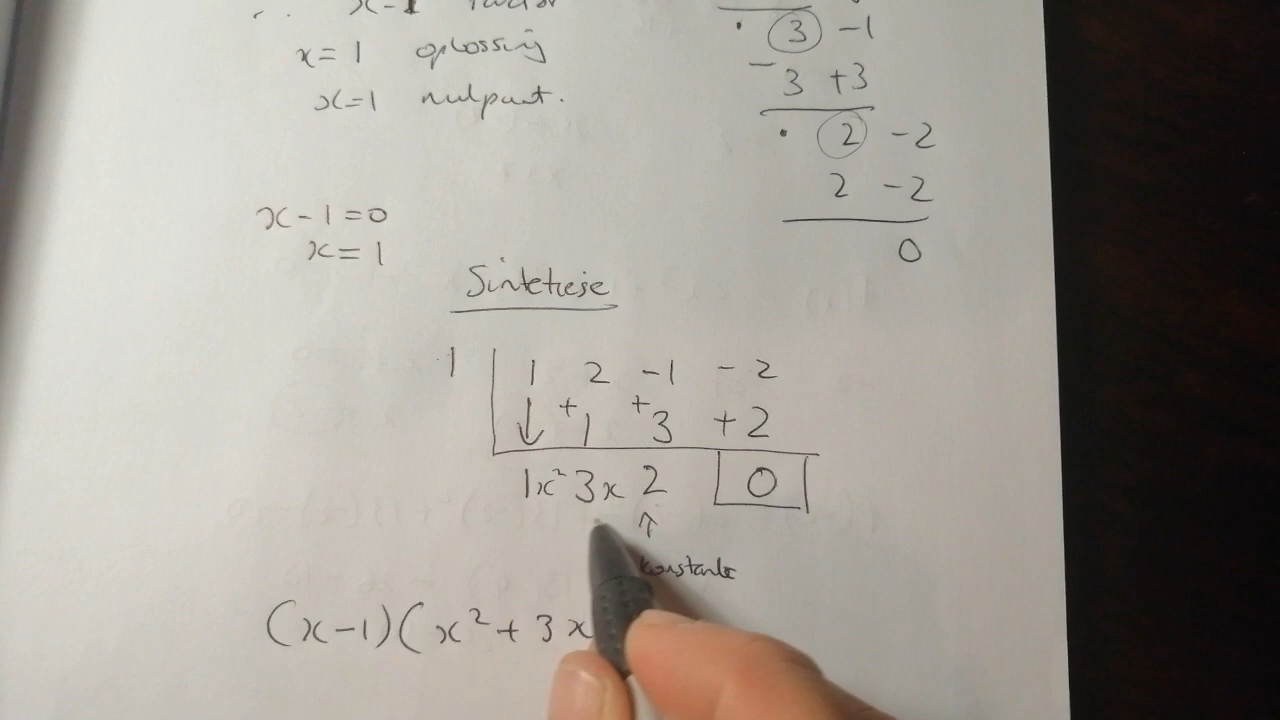 x-1
x=1 oplossing
x=1 nulpunt.
· 3 -1
- 3 +3
· 2 -2
2 -2
0
x-1=0
x=1
Sintetiese
1 1 2 -1 -2
↓ +1 +3 +2
1x² 3x 2 0
↑
konstante
(x-1)(x²+3x